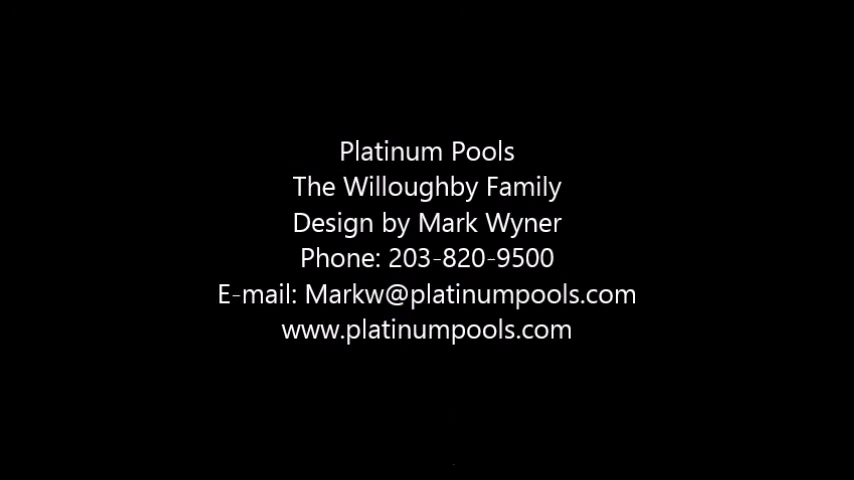 Platinum Pools
The Willoughby Family
Design by Mark Wyner
Phone: 203-820-9500
E-mail: Markw@platinumpools.com
www.platinumpools.com